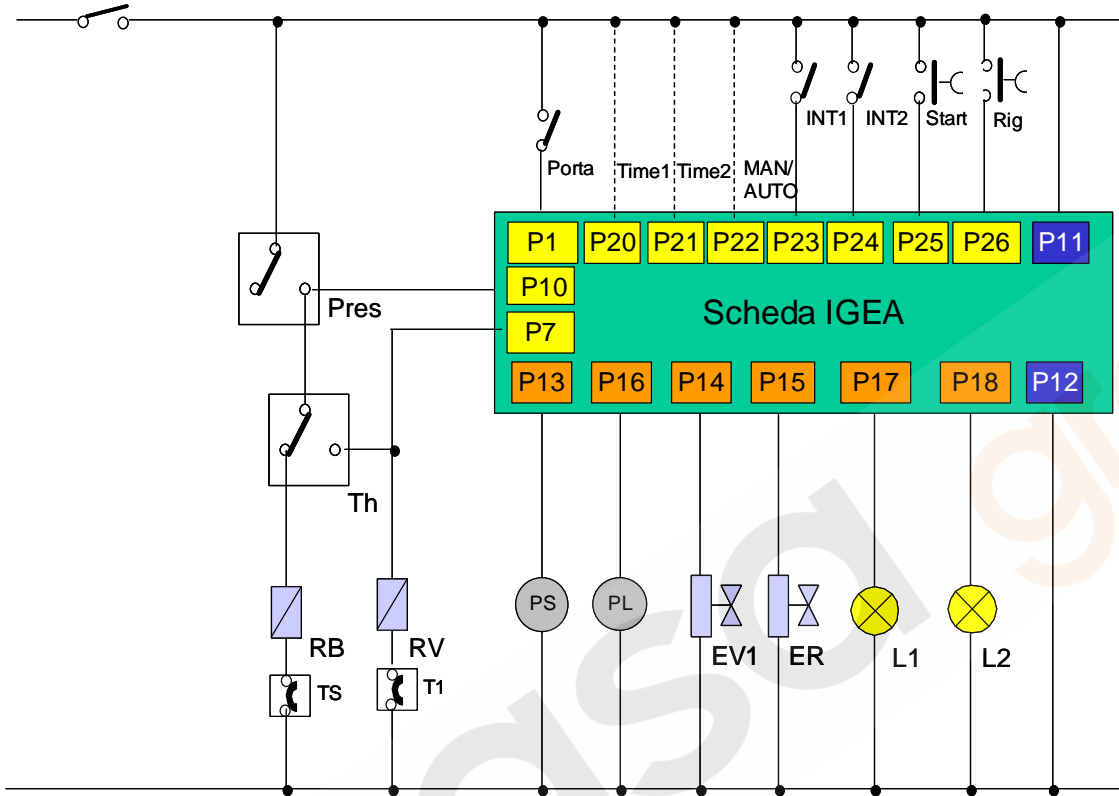 INT1
INT2
Start
Rig
Porta
Time1
Time2
MAN/
AUTO
P1
P20
P21
P22
P23
P24
P25
P26
P11
P10
Pres
Scheda IGEA
P7
P13
P16
P14
P15
P17
P18
P12
Th
PS
PL
RB
RV
EV1
ER
L1
L2
TS
T1